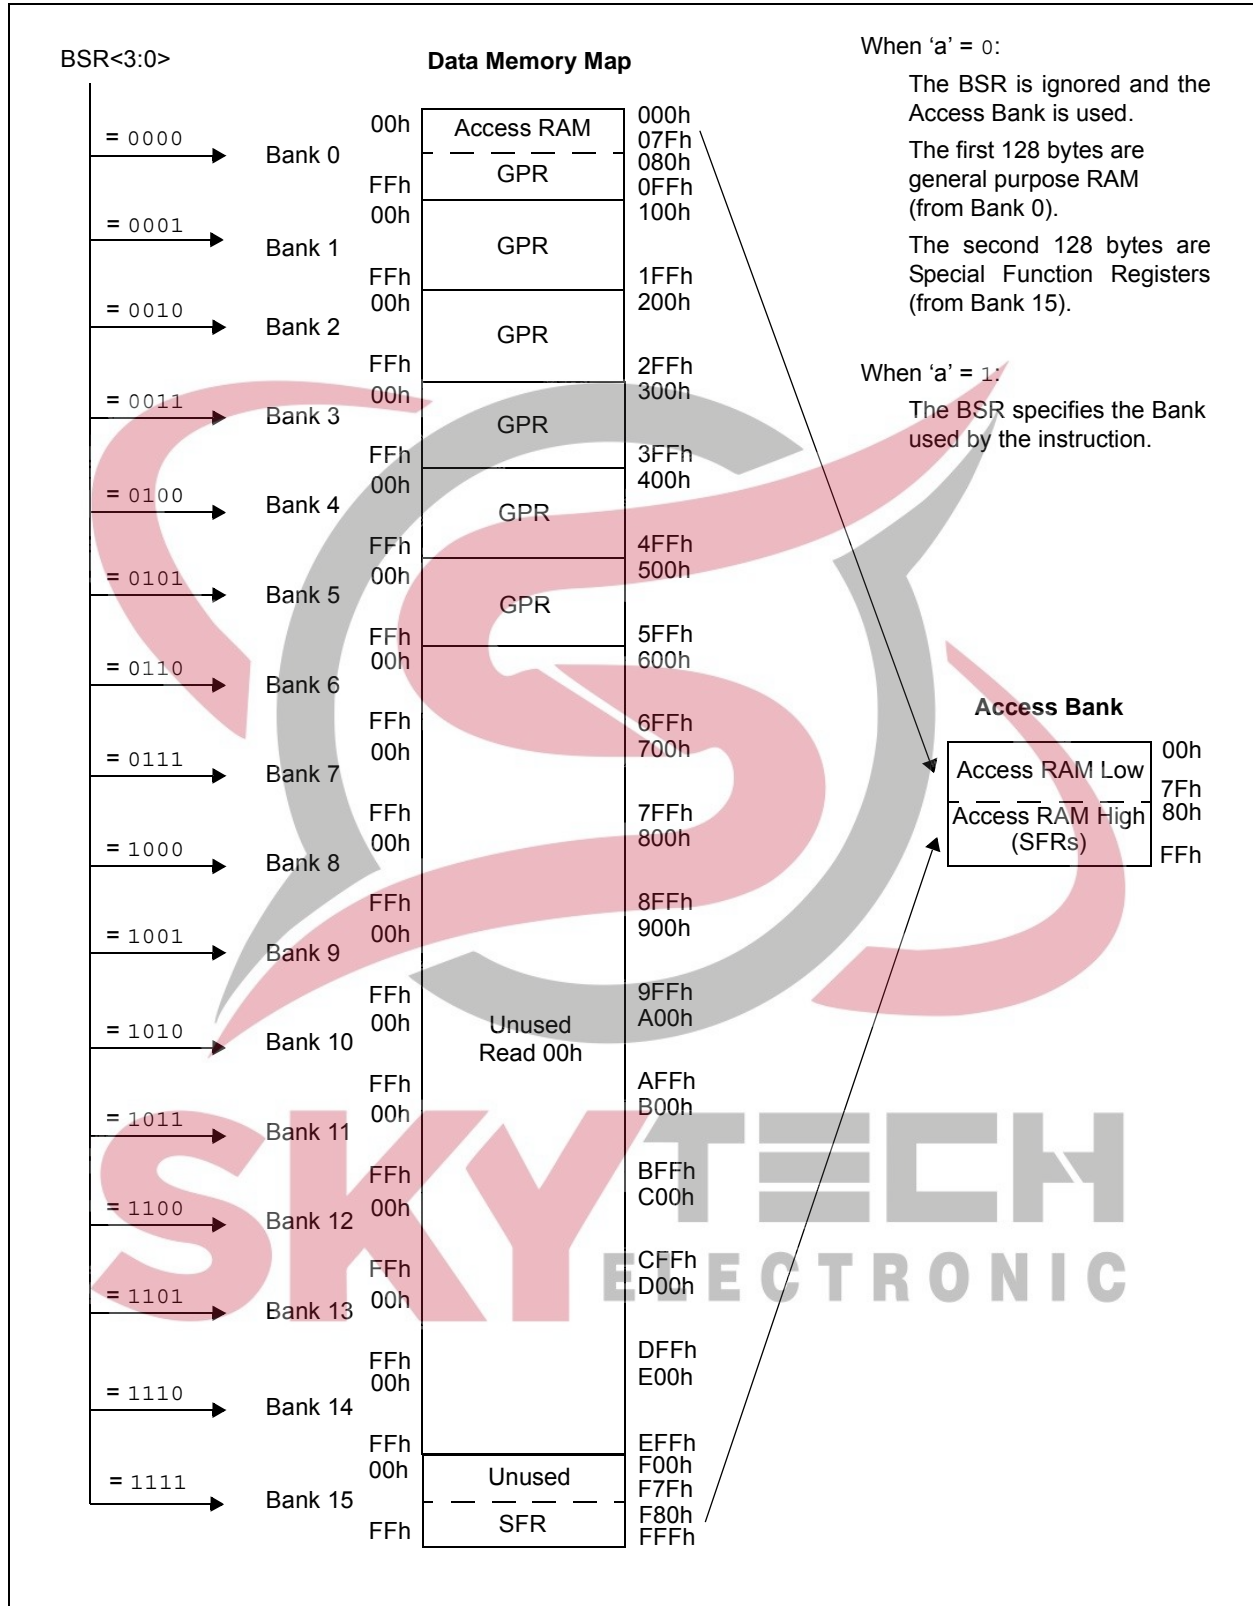 BSR<3:0>
Data Memory Map
When ‘a’ = 0:
The BSR is ignored and the
Access Bank is used.
The first 128 bytes are
general purpose RAM
(from Bank 0).
The second 128 bytes are
Special Function Registers
(from Bank 15).
When ‘a’ = 1:
The BSR specifies the Bank
used by the instruction.
= 0000
Bank 0
00h
Access RAM
000h
07Fh
080h
GPR
FFh
0FFh
= 0001
Bank 1
00h
100h
GPR
FFh
1FFh
= 0010
Bank 2
00h
200h
GPR
FFh
2FFh
= 0011
Bank 3
00h
300h
GPR
FFh
3FFh
= 0100
Bank 4
00h
400h
GPR
FFh
4FFh
= 0101
Bank 5
00h
500h
GPR
FFh
5FFh
= 0110
Bank 6
00h
600h
FFh
6FFh
= 0111
Bank 7
00h
700h
FFh
7FFh
= 1000
Bank 8
00h
800h
FFh
8FFh
= 1001
Bank 9
00h
900h
FFh
9FFh
= 1010
Bank 10
00h
A00h
Unused
Read 00h
FFh
AFFh
= 1011
Bank 11
00h
B00h
FFh
BFFh
= 1100
Bank 12
00h
C00h
FFh
CFFh
= 1101
Bank 13
00h
D00h
FFh
DFFh
= 1110
Bank 14
00h
E00h
FFh
EFFh
= 1111
Bank 15
00h
F00h
Unused
F7Fh
F80h
SFR
FFh
FFFh
Access Bank
Access RAM Low
00h
7Fh
Access RAM High
(SFRs)
80h
FFh
SKYTECH
ELECTRONIC